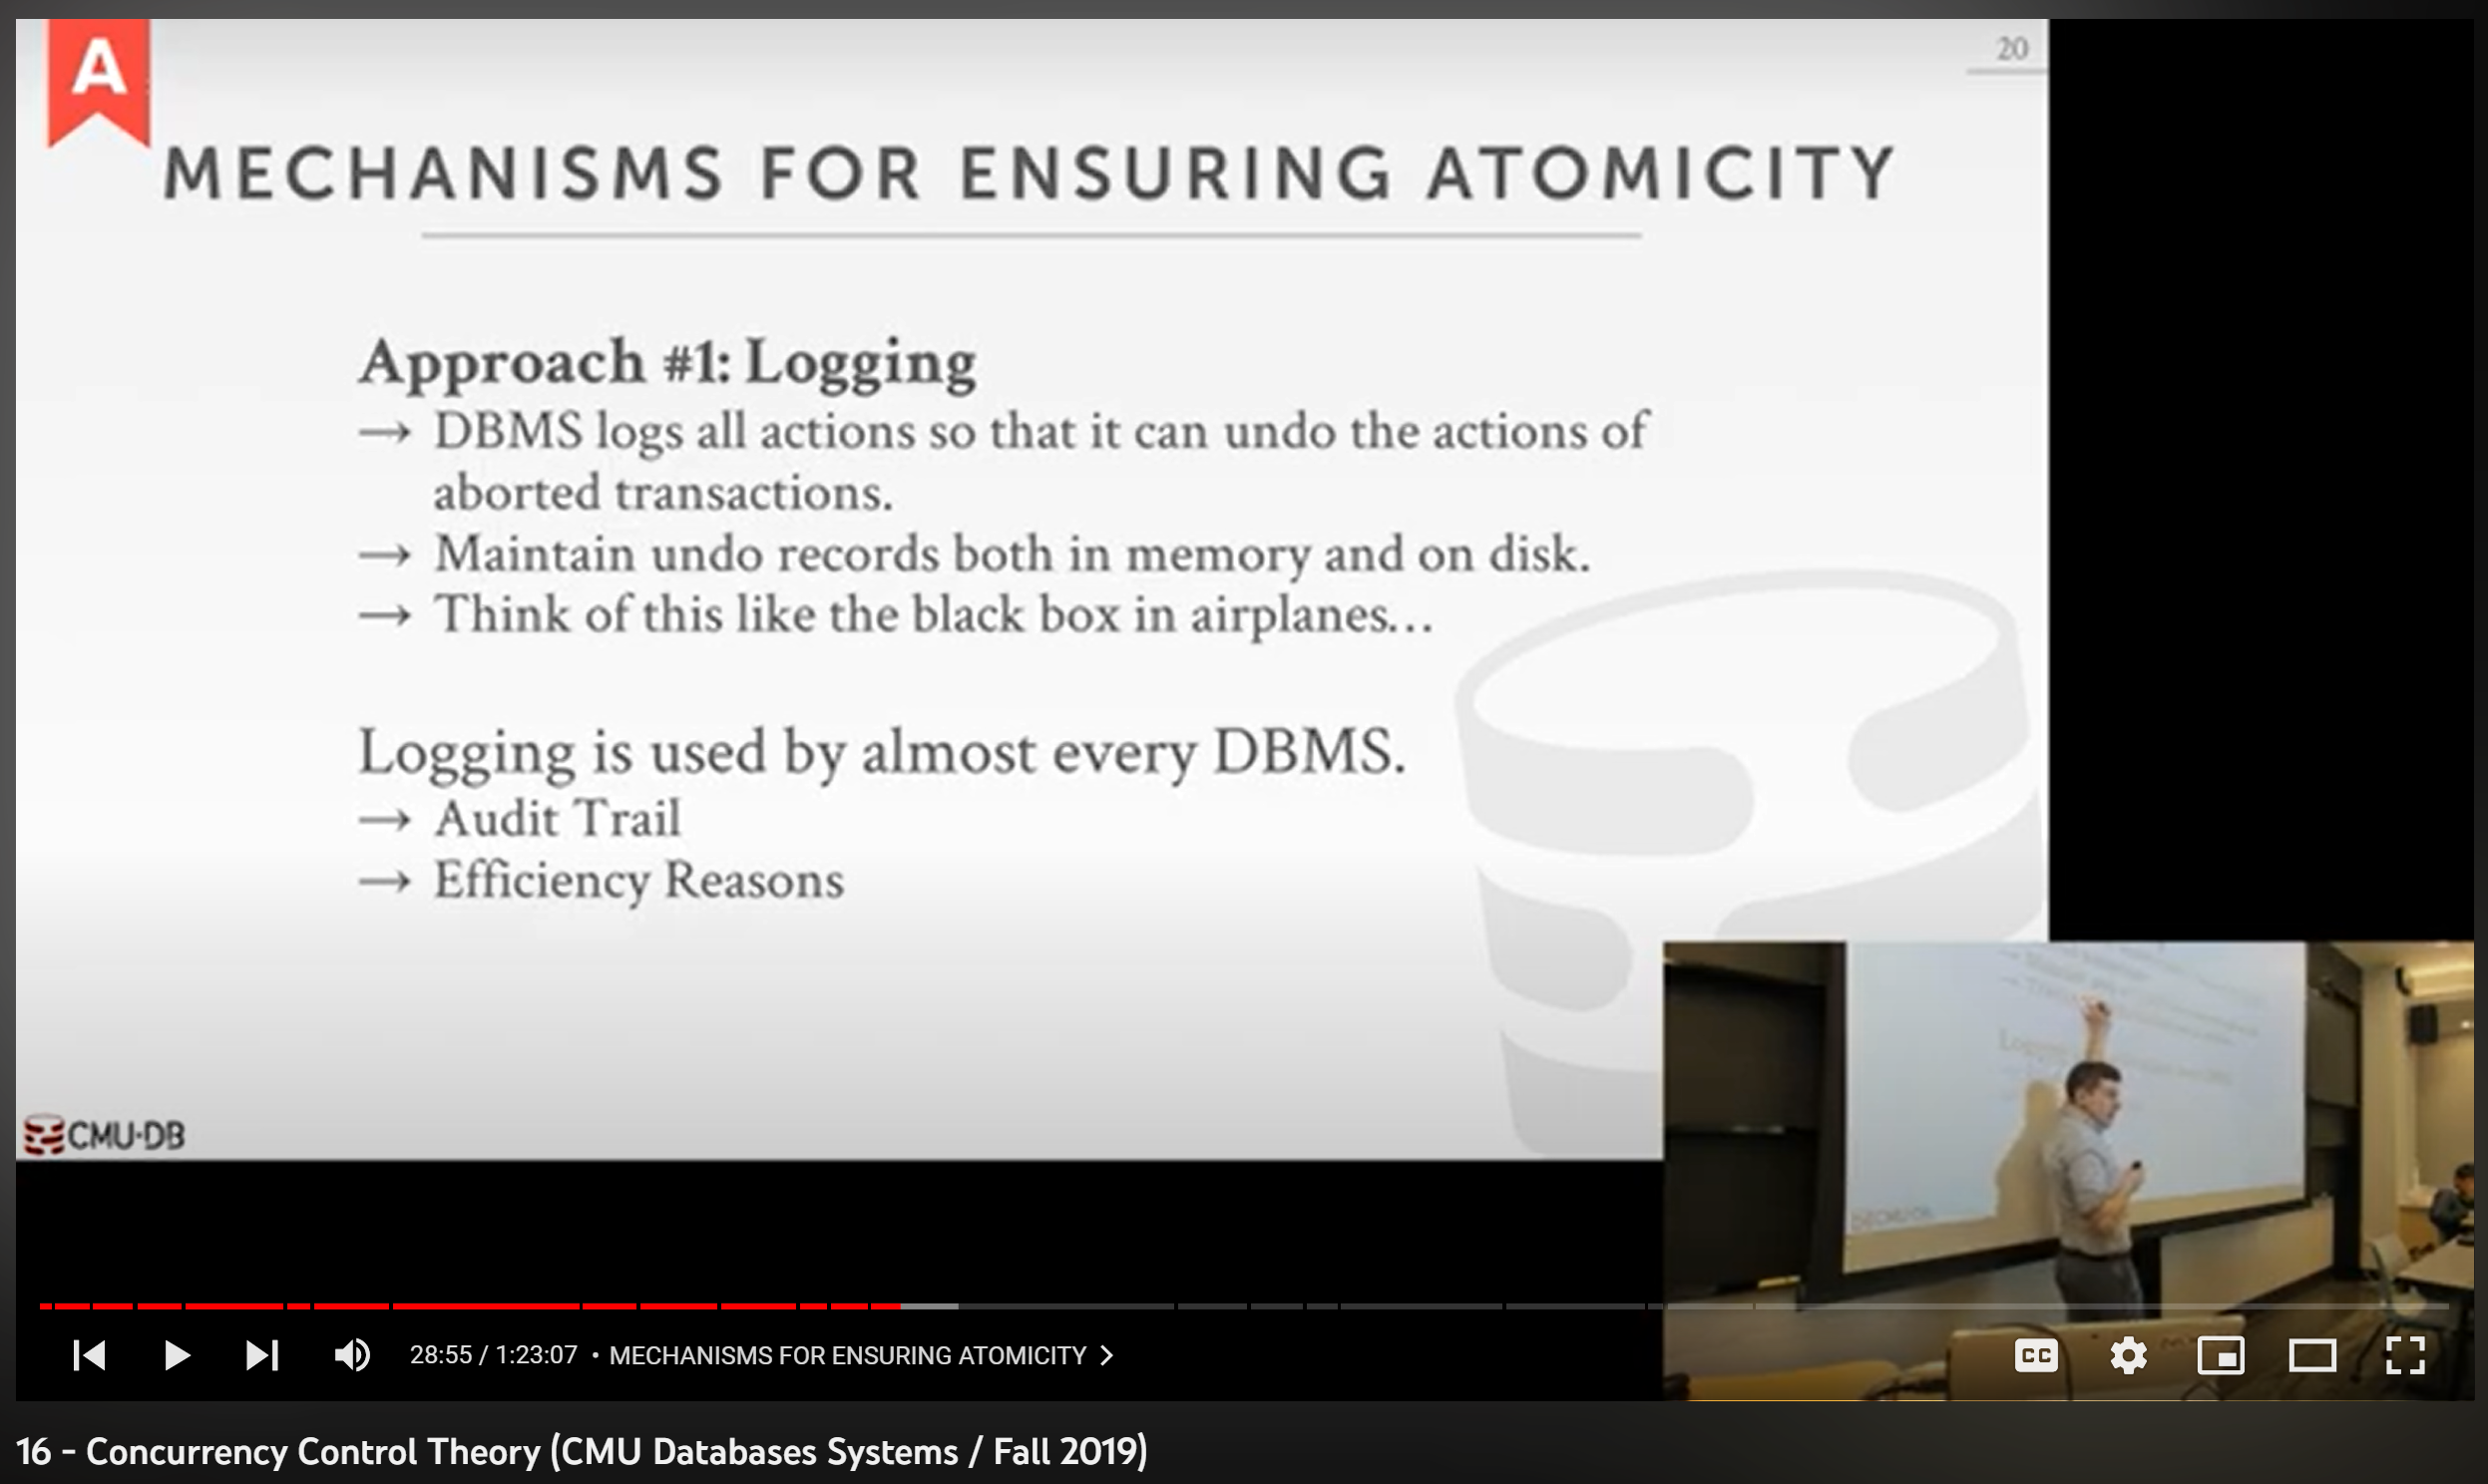 A
20
MECHANISMS FOR ENSURING ATOMICITY
Approach #1: Logging
→ DBMS logs all actions so that it can undo the actions of
aborted transactions.
→ Maintain undo records both in memory and on disk.
→ Think of this like the black box in airplanes...
Logging is used by almost every DBMS.
→ Audit Trail
→ Efficiency Reasons
CMU·DB
28:55 / 1:23:07 • MECHANISMS FOR ENSURING ATOMICITY
CC
16 - Concurrency Control Theory (CMU Databases Systems / Fall 2019)